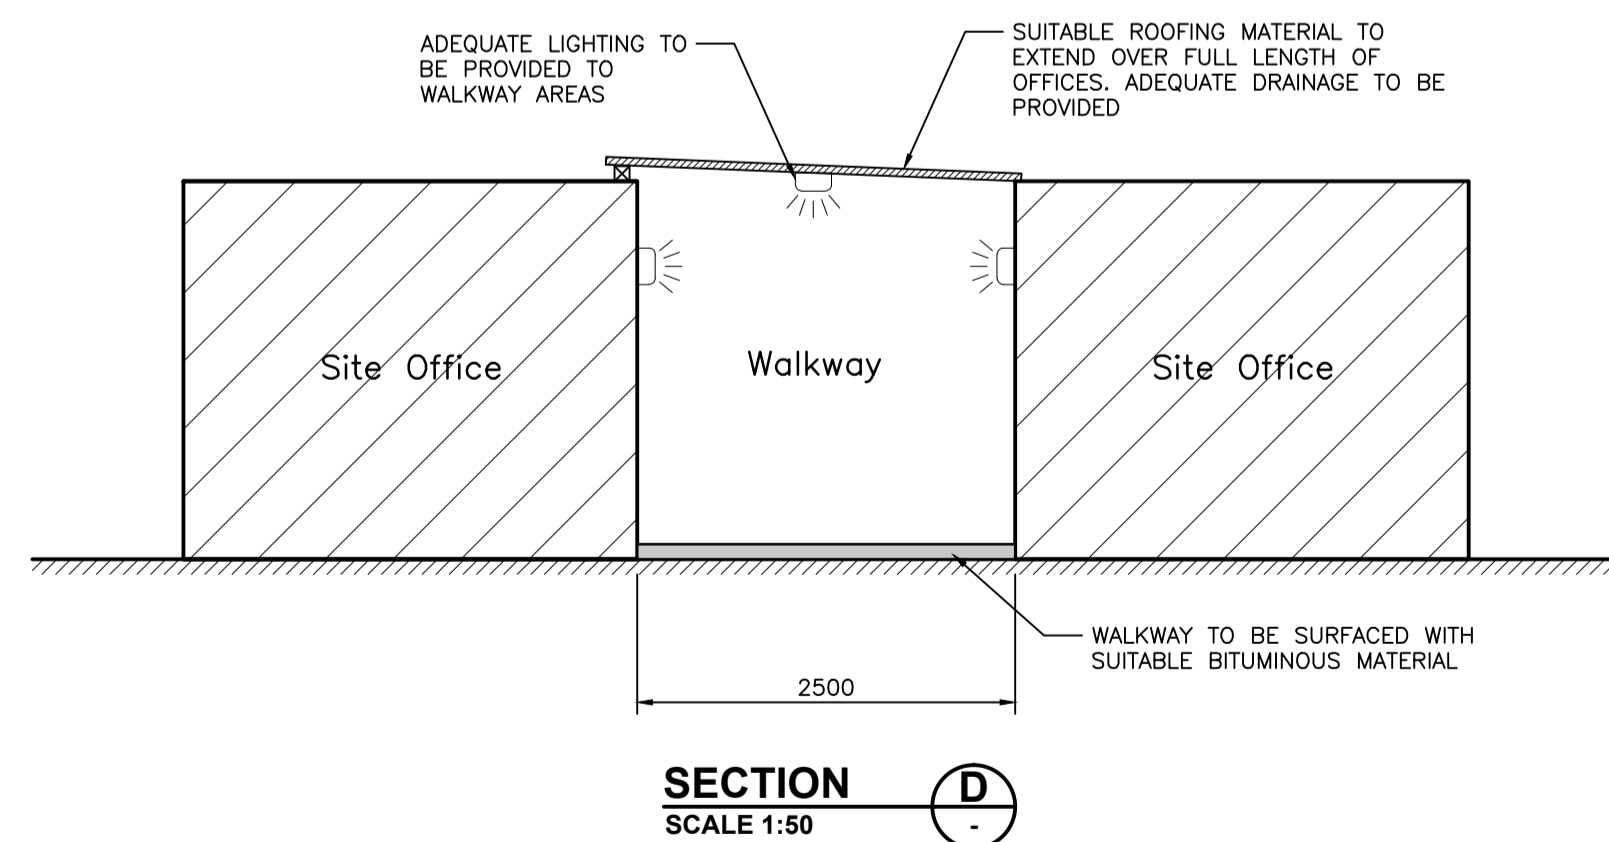 ADEQUATE LIGHTING TO
BE PROVIDED TO
WALKWAY AREAS
SUITABLE ROOFING MATERIAL TO
EXTEND OVER FULL LENGTH OF
OFFICES. ADEQUATE DRAINAGE TO BE
PROVIDED
Site Office
Walkway
Site Office
WALKWAY TO BE SURFACED WITH
SUITABLE BITUMINOUS MATERIAL
2500
SECTION
SCALE 1:50
D
-